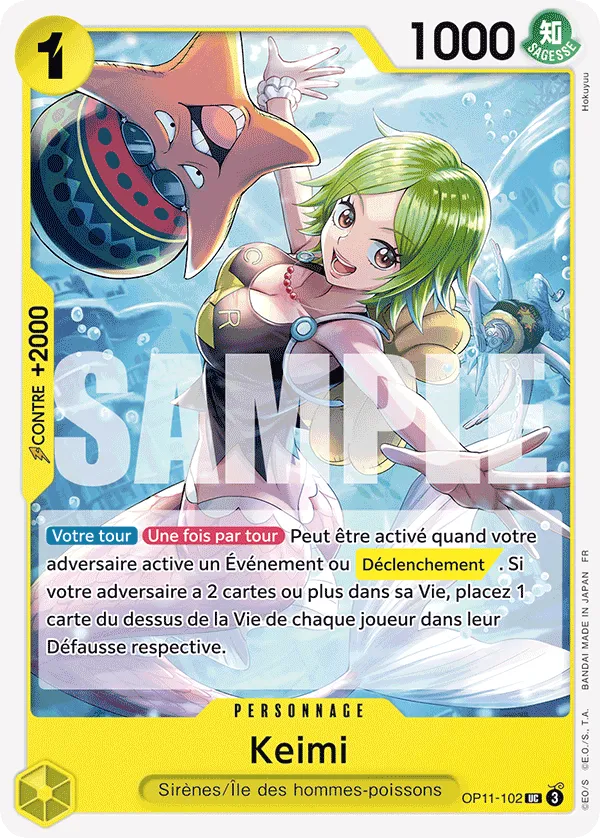 1
1000
知
SAGESSE
Hokuyuu
CONTRE +2000
SAMPLE
C
R
Votre tour Une fois par tour Peut être activé quand votre
adversaire active un Événement ou Déclenchement . Si
votre adversaire a 2 cartes ou plus dans sa Vie, placez 1
carte du dessus de la Vie de chaque joueur dans leur
Défausse respective.
PERSONNAGE
Keimi
Sirènes/Île des hommes-poissons
OP11-102 UC 3
©E.O/S ©E.O./S., T.A. BANDAI MADE IN JAPAN FR